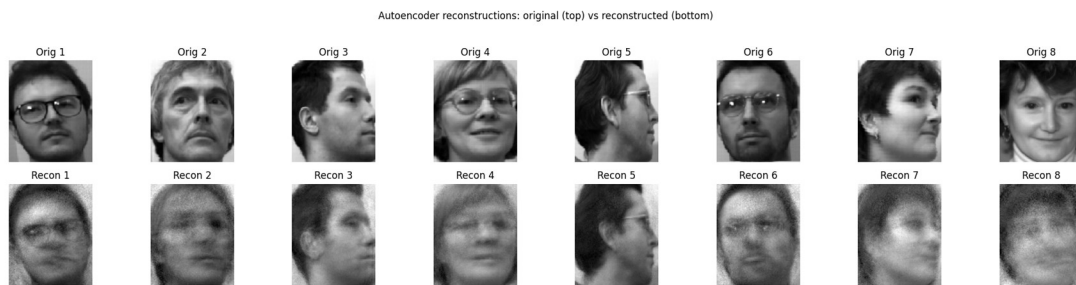 Autoencoder reconstructions: original (top) vs reconstructed (bottom)
Orig 1 Orig 2 Orig 3 Orig 4 Orig 5 Orig 6 Orig 7 Orig 8
Recon 1 Recon 2 Recon 3 Recon 4 Recon 5 Recon 6 Recon 7 Recon 8